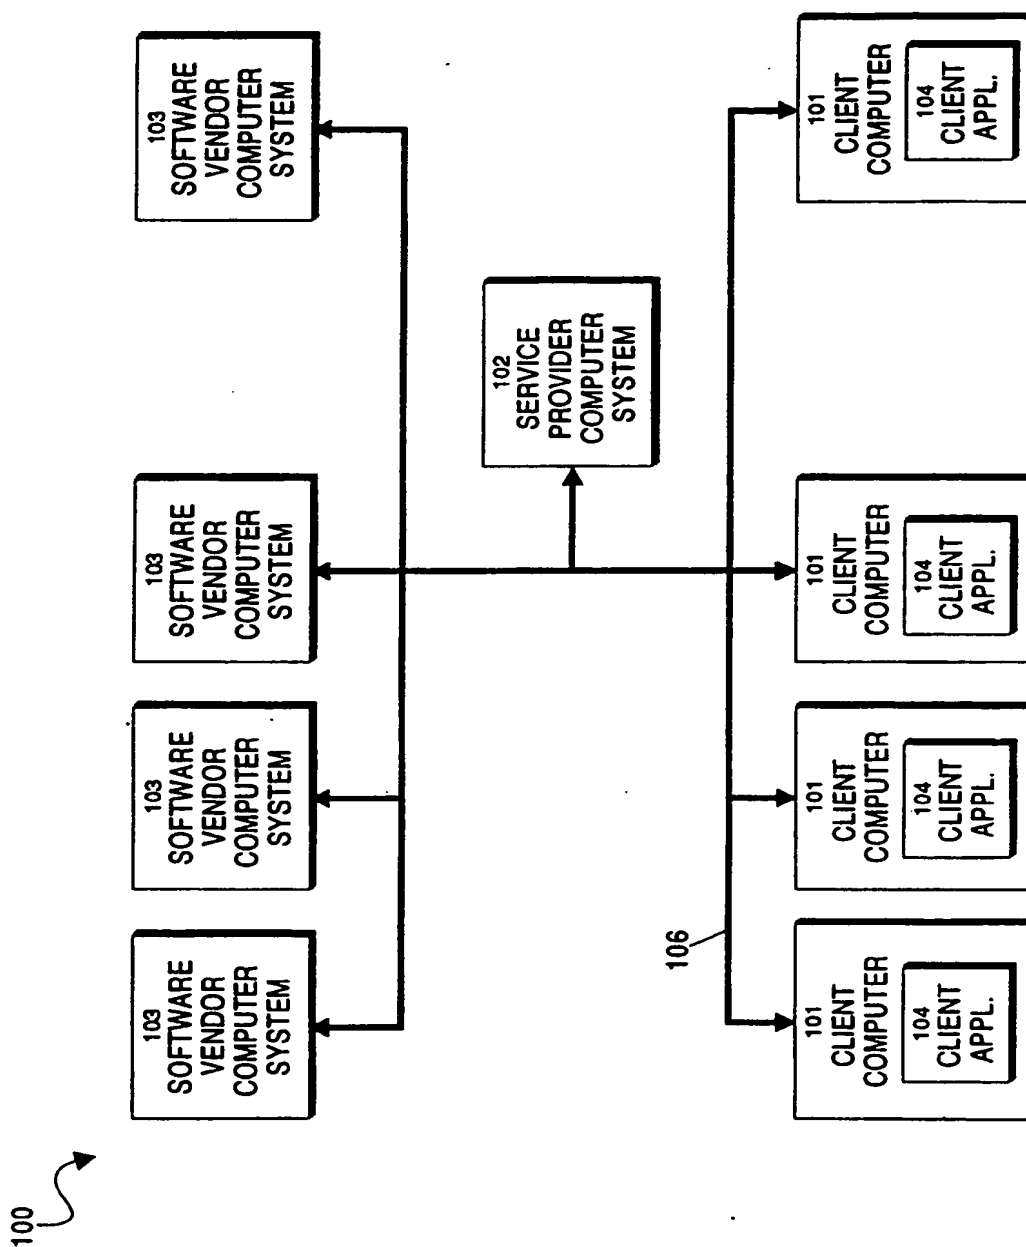 100
103
SOFTWARE
VENDOR
COMPUTER
SYSTEM
103
SOFTWARE
VENDOR
COMPUTER
SYSTEM
103
SOFTWARE
VENDOR
COMPUTER
SYSTEM
103
SOFTWARE
VENDOR
COMPUTER
SYSTEM
102
SERVICE
PROVIDER
COMPUTER
SYSTEM
106
101
CLIENT
COMPUTER
104
CLIENT
APPL.
101
CLIENT
COMPUTER
104
CLIENT
APPL.
101
CLIENT
COMPUTER
104
CLIENT
APPL.
101
CLIENT
COMPUTER
104
CLIENT
APPL.